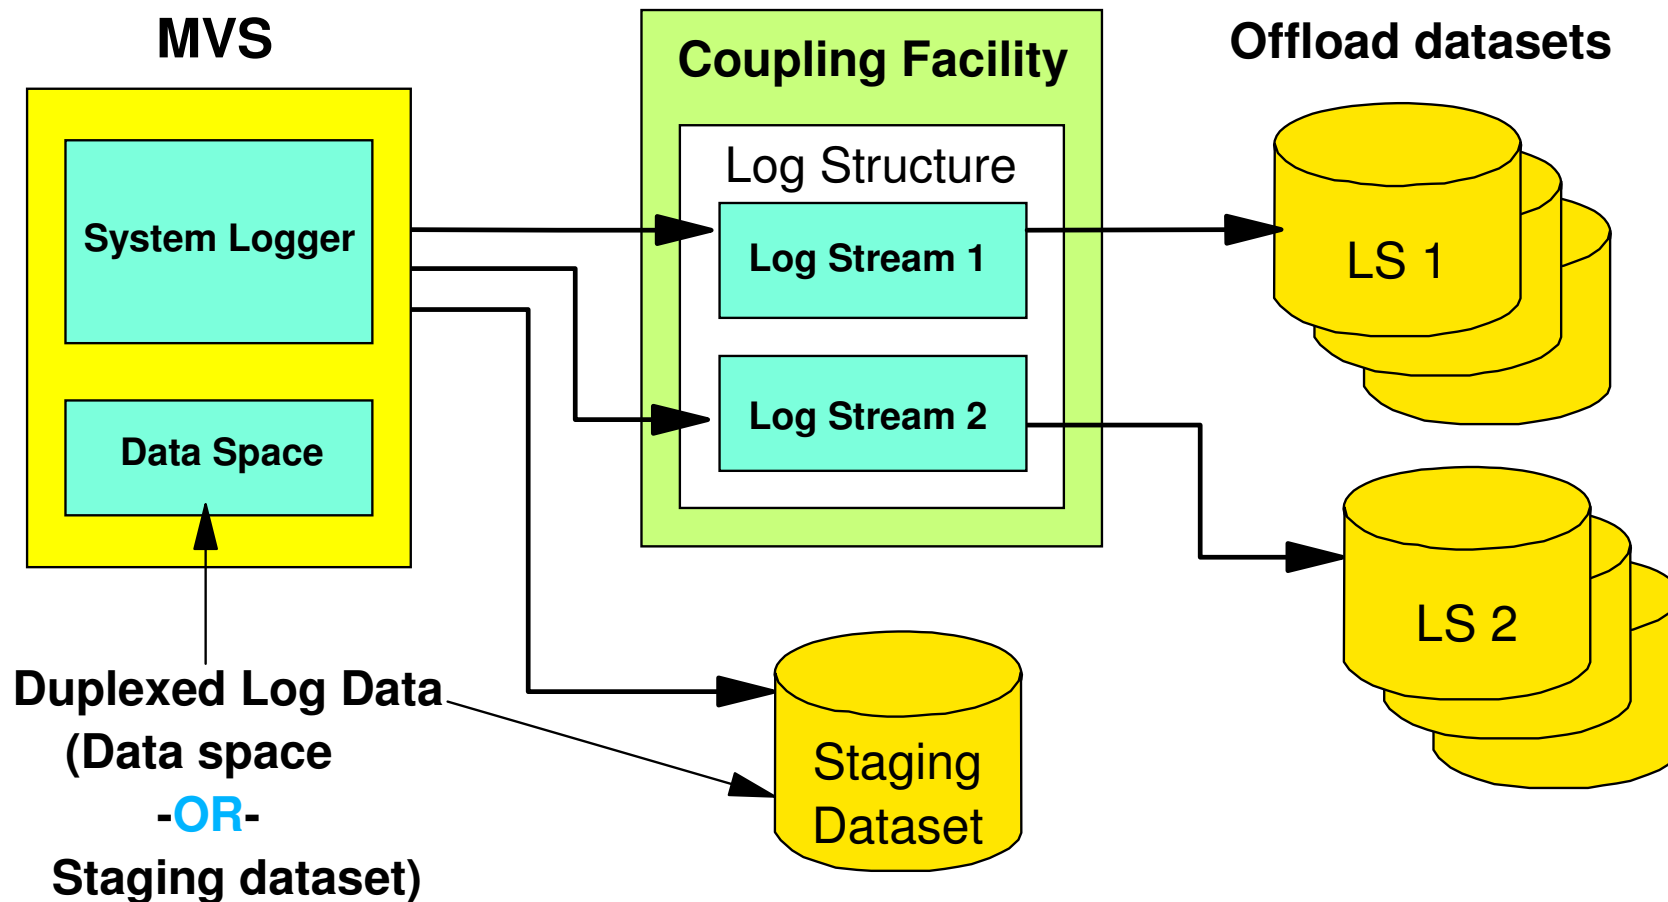 MVS
Coupling Facility
Offload datasets
Log Structure
System Logger
Log Stream 1
LS 1
Log Stream 2
Data Space
LS 2
Duplexed Log Data
(Data space
-OR-
Staging dataset)
Staging
Dataset